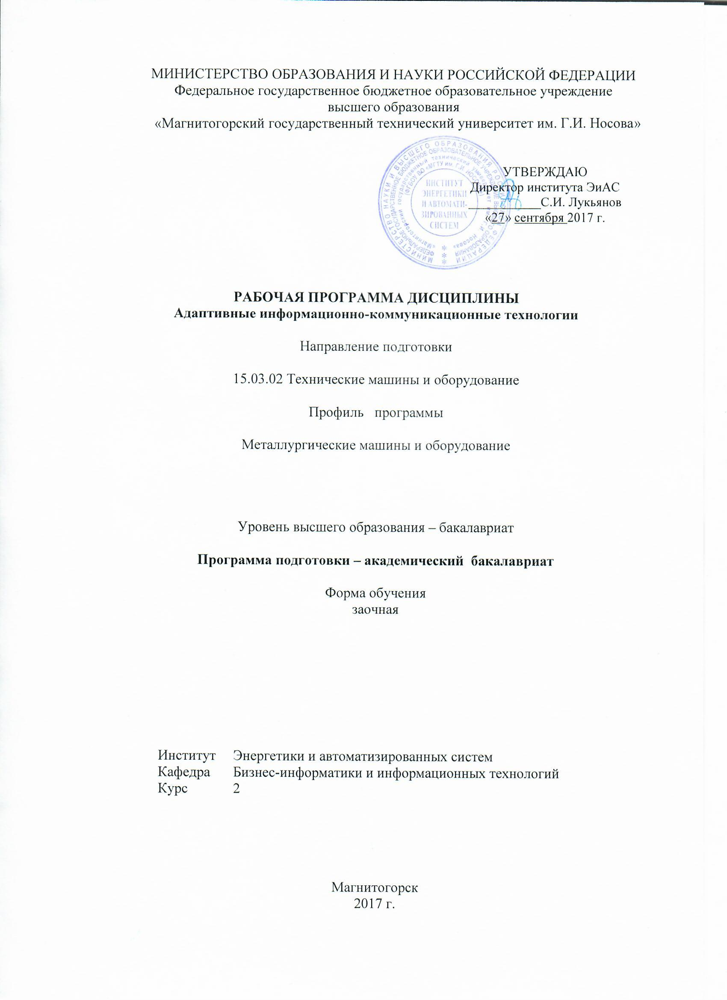 МИНИСТЕРСТВО ОБРАЗОВАНИЯ И НАУКИ РОССИЙСКОЙ ФЕДЕРАЦИИ
Федеральное государственное бюджетное образовательное учреждение
высшего образования
«Магнитогорский государственный технический университет им. Г.И. Носова»
МИНИСТЕРСТВО НАУКИ И ВЫСШЕГО ОБРАЗОВАНИЯ РОССИЙСКОЙ ФЕДЕРАЦИИ
ФЕДЕРАЛЬНОЕ ГОСУДАРСТВЕННОЕ БЮДЖЕТНОЕ ОБРАЗОВАТЕЛЬНОЕ УЧРЕЖДЕНИЕ ВЫСШЕГО ОБРАЗОВАНИЯ
«Магнитогорский государственный технический университет им. Г.И. Носова»
(ФГБОУ ВО «МГТУ им. Г.И. НОСОВА»)
ИНСТИТУТ
ЭНЕРГЕТИКИ
И АВТОМАТИ-
ЗИРОВАННЫХ
СИСТЕМ
УТВЕРЖДАЮ
Директор института ЭиАС
____________С.И. Лукьянов
«27» сентября 2017 г.
РАБОЧАЯ ПРОГРАММА ДИСЦИПЛИНЫ
Адаптивные информационно-коммуникационные технологии
Направление подготовки
15.03.02 Технические машины и оборудование
Профиль программы
Металлургические машины и оборудование
Уровень высшего образования – бакалавриат
Программа подготовки – академический бакалавриат
Форма обучения
заочная
Институт Энергетики и автоматизированных систем
Кафедра Бизнес-информатики и информационных технологий
Курс 2
Магнитогорск
2017 г.